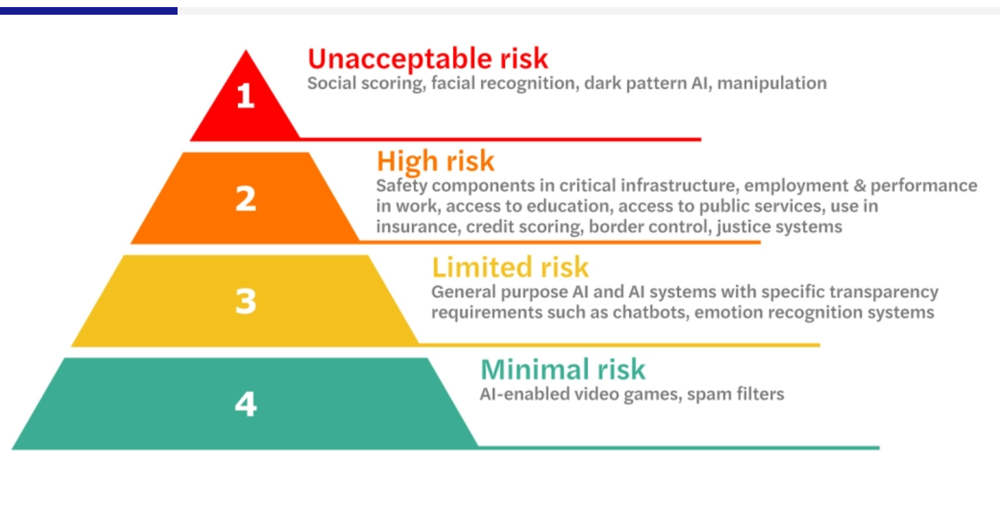 1
Unacceptable risk
Social scoring, facial recognition, dark pattern AI, manipulation
2
High risk
Safety components in critical infrastructure, employment & performance
in work, access to education, access to public services, use in
insurance, credit scoring, border control, justice systems
3
Limited risk
General purpose AI and AI systems with specific transparency
requirements such as chatbots, emotion recognition systems
4
Minimal risk
AI-enabled video games, spam filters